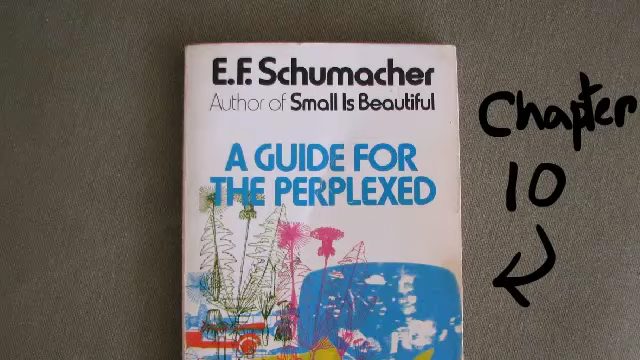 E.F. Schumacher
Author of Small Is Beautiful
A GUIDE FOR
THE PERPLEXED
Chapter
10